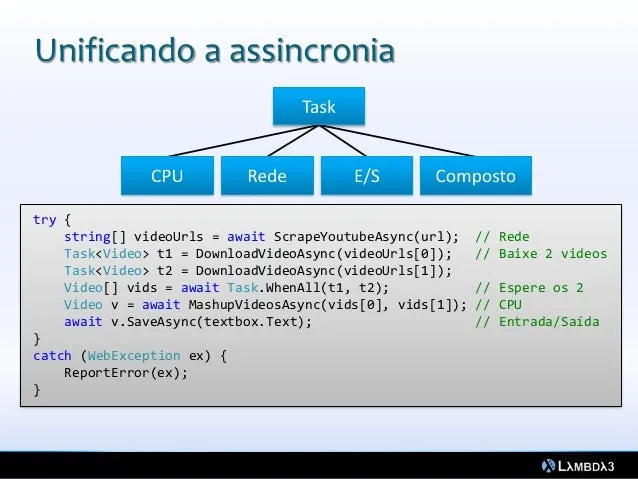 Unificando a assincronia
Task
CPU Rede E/S Composto
try {
    string[] videoUrls = await ScrapeYoutubeAsync(url);  // Rede
    Task<Video> t1 = DownloadVideoAsync(videoUrls[0]);   // Baixe 2 videos
    Task<Video> t2 = DownloadVideoAsync(videoUrls[1]);
    Video[] vids = await Task.WhenAll(t1, t2);           // Espere os 2
    Video v = await MashupVideosAsync(vids[0], vids[1]); // CPU
    await v.SaveAsync(textbox.Text);                     // Entrada/Saída
}
catch (WebException ex) {
    ReportError(ex);
}
LλMBDλ3